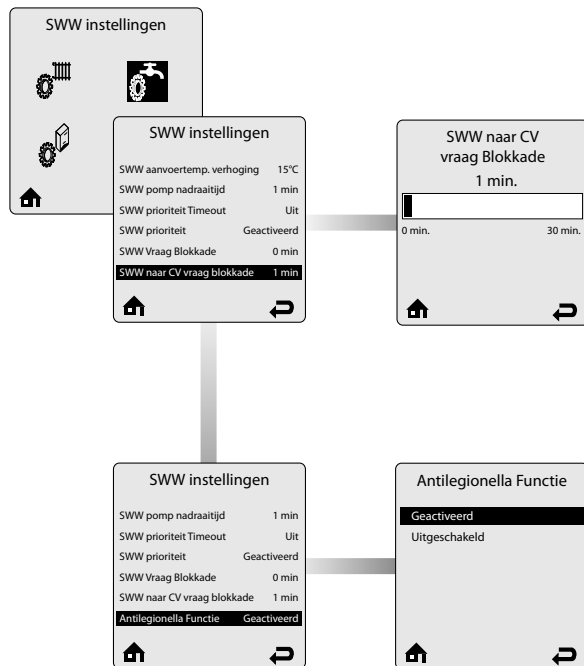 SWW instellingen
SWW instellingen
SWW aanvoertemp. verhoging 15°C
SWW pomp nadraaitijd 1 min
SWW prioriteit Timeout Uit
SWW prioriteit Geactiveerd
SWW Vraag Blokkade 0 min
SWW naar CV vraag blokkade 1 min
SWW naar CV
vraag Blokkade
1 min.
0 min. 30 min.
SWW instellingen
SWW pomp nadraaitijd 1 min
SWW prioriteit Timeout Uit
SWW prioriteit Geactiveerd
SWW Vraag Blokkade 0 min
SWW naar CV vraag blokkade 1 min
Antilegionella Functie Geactiveerd
Antilegionella Functie
Geactiveerd
Uitgeschakeld